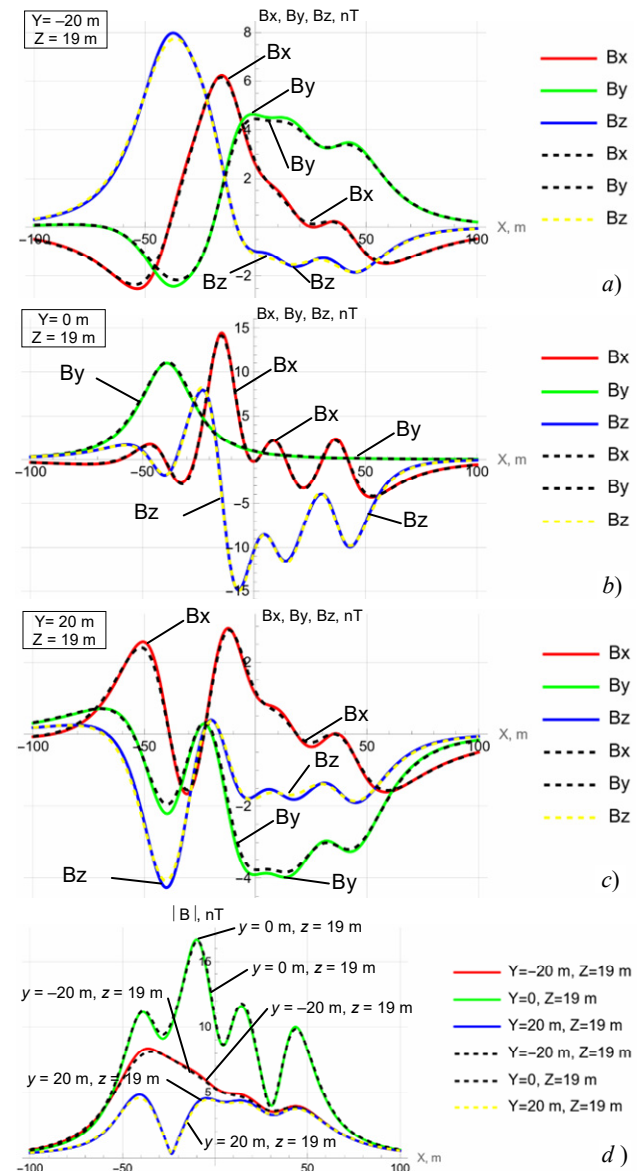 Y= –20 m
Z = 19 m
Bx, By, Bz, nT
8
6
4
2
−2
−100
−50
50
100
X, m
Bx
By
By
Bx
Bz
Bz
Bx
By
Bz
Bx
By
Bz
a)
Y= 0 m
Z = 19 m
Bx, By, Bz, nT
15
10
5
−5
−10
−15
−100
−50
50
100
X, m
By
Bx
Bx
By
Bz
Bz
Bx
By
Bz
Bx
By
Bz
b)
Y= 20 m
Z = 19 m
Bx, By, Bz, nT
2
−2
−4
−100
−50
50
100
X, m
Bx
Bx
Bz
By
Bz
By
Bx
By
Bz
Bx
By
Bz
c)
|B|, nT
15
10
5
−100
−50
0
50
100
X, m
y = 0 m, z = 19 m
y = 0 m, z = 19 m
y = –20 m, z = 19 m
y = –20 m, z = 19 m
y = 20 m, z = 19 m
y = 20 m, z = 19 m
Y=−20 m, Z=19 m
Y=0, Z=19 m
Y=20 m, Z=19 m
Y=−20 m, Z=19 m
Y=0, Z=19 m
Y=20 m, Z=19 m
d )